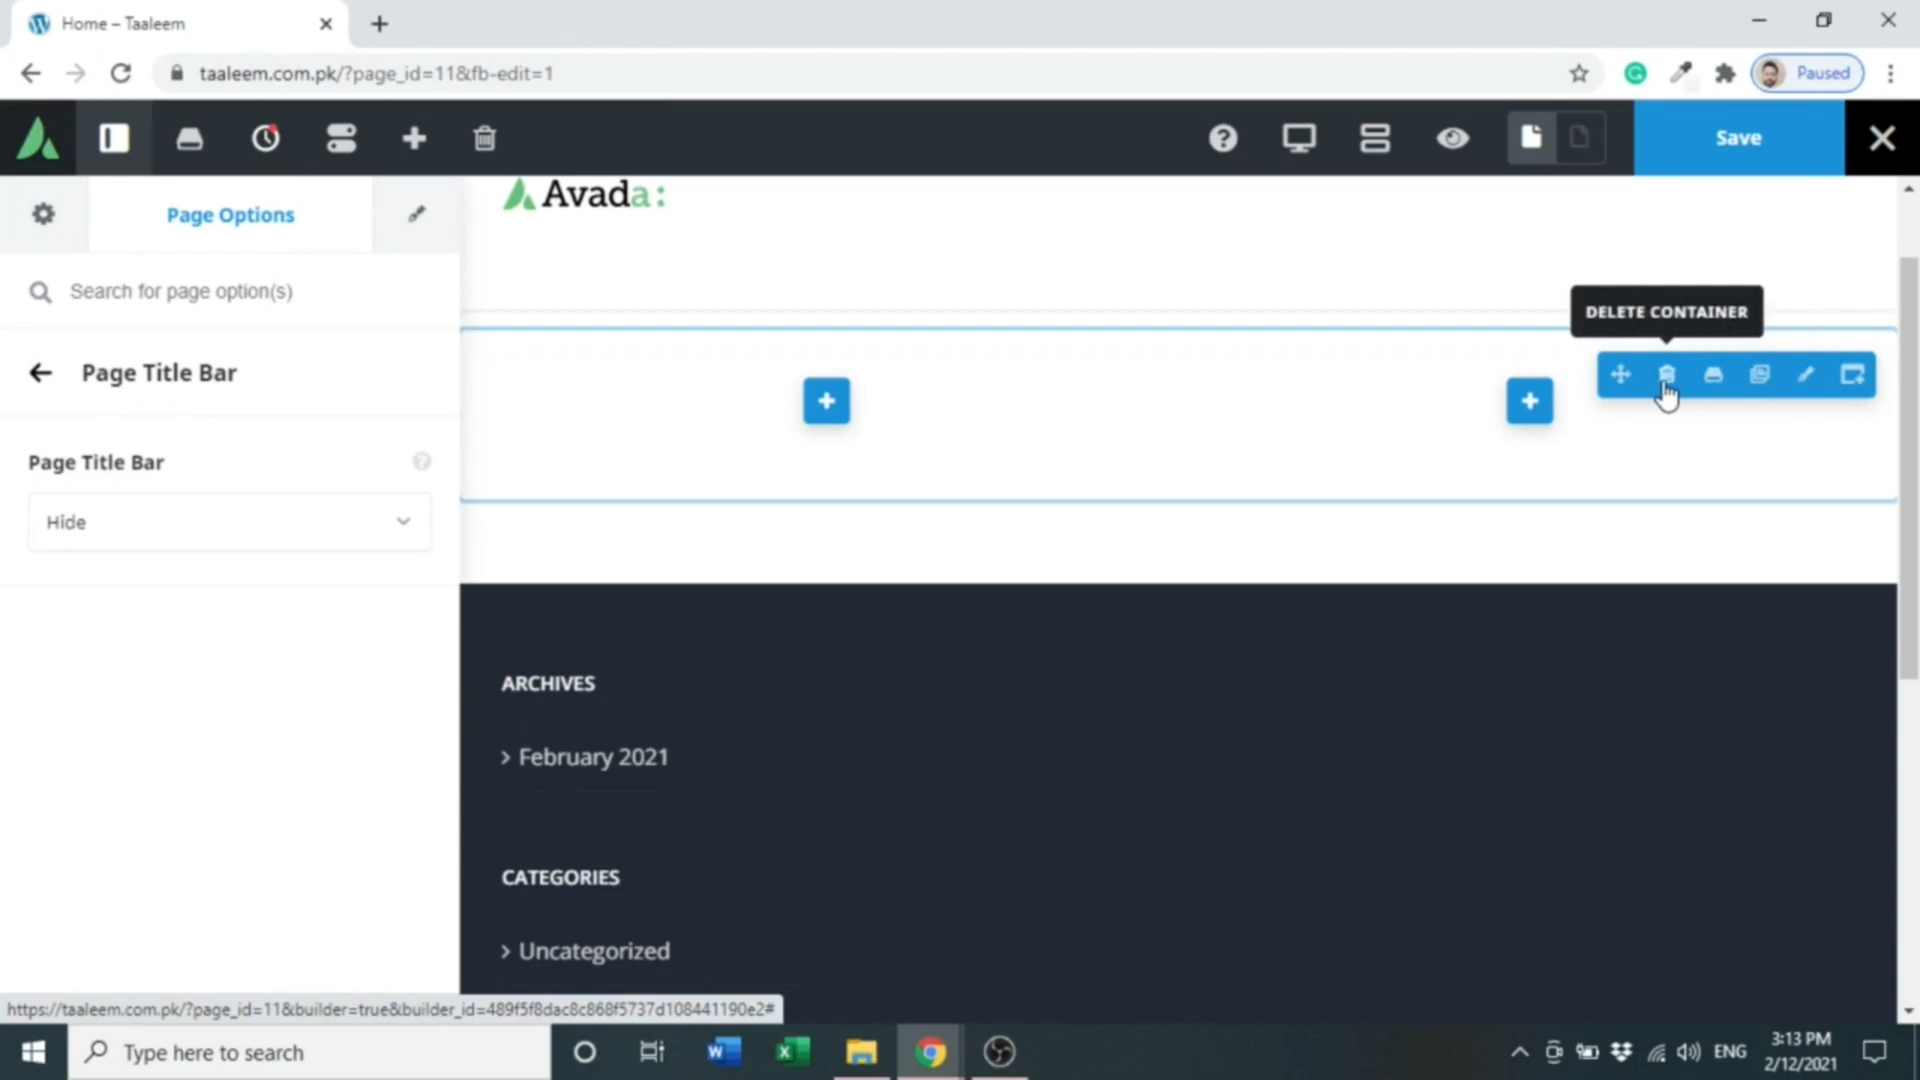 Home – Taaleem
taaleem.com.pk/?page_id=11&fb-edit=1
Paused
Save
Page Options
Avada:
Search for page option(s)
DELETE CONTAINER
Page Title Bar
Page Title Bar
Hide
ARCHIVES
February 2021
CATEGORIES
Uncategorized
https://taaleem.com.pk/?page_id=11&builder=true&builder_id=489f5f8dac8c868f5737d108441190e2#
Type here to search
ENG
3:13 PM
2/12/2021